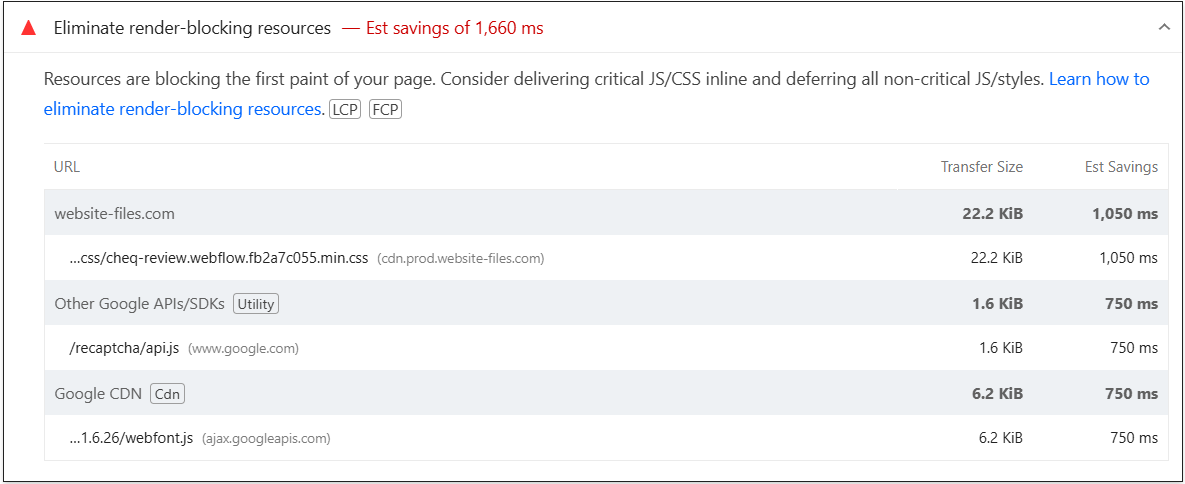 Eliminate render-blocking resources — Est savings of 1,660 ms
Resources are blocking the first paint of your page. Consider delivering critical JS/CSS inline and deferring all non-critical JS/styles. Learn how to
eliminate render-blocking resources. LCP FCP
URL Transfer Size Est Savings
website-files.com 22.2 KiB 1,050 ms
...css/cheq-review.webflow.fb2a7c055.min.css (cdn.prod.website-files.com) 22.2 KiB 1,050 ms
Other Google APIs/SDKs Utility 1.6 KiB 750 ms
/recaptcha/api.js (www.google.com) 1.6 KiB 750 ms
Google CDN Cdn 6.2 KiB 750 ms
...1.6.26/webfont.js (ajax.googleapis.com) 6.2 KiB 750 ms